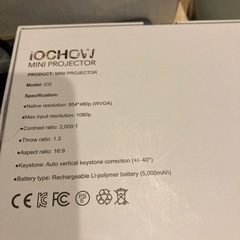 IOCHOW
MINI PROJECTOR
PRODUCT: MINI PROJECTOR
Model: IO2
Specification:
•Native resolution: 854*480p (WVGA)
•Max input resolution: 1080p
•Contrast ratio: 2,000:1
•Throw ratio: 1.3
•Aspect ratio: 16:9
•Keystone: Auto vertical keystone correction (+/- 40°)
•Battery type: Rechargeable Li-polymer battery (5,000mAh)